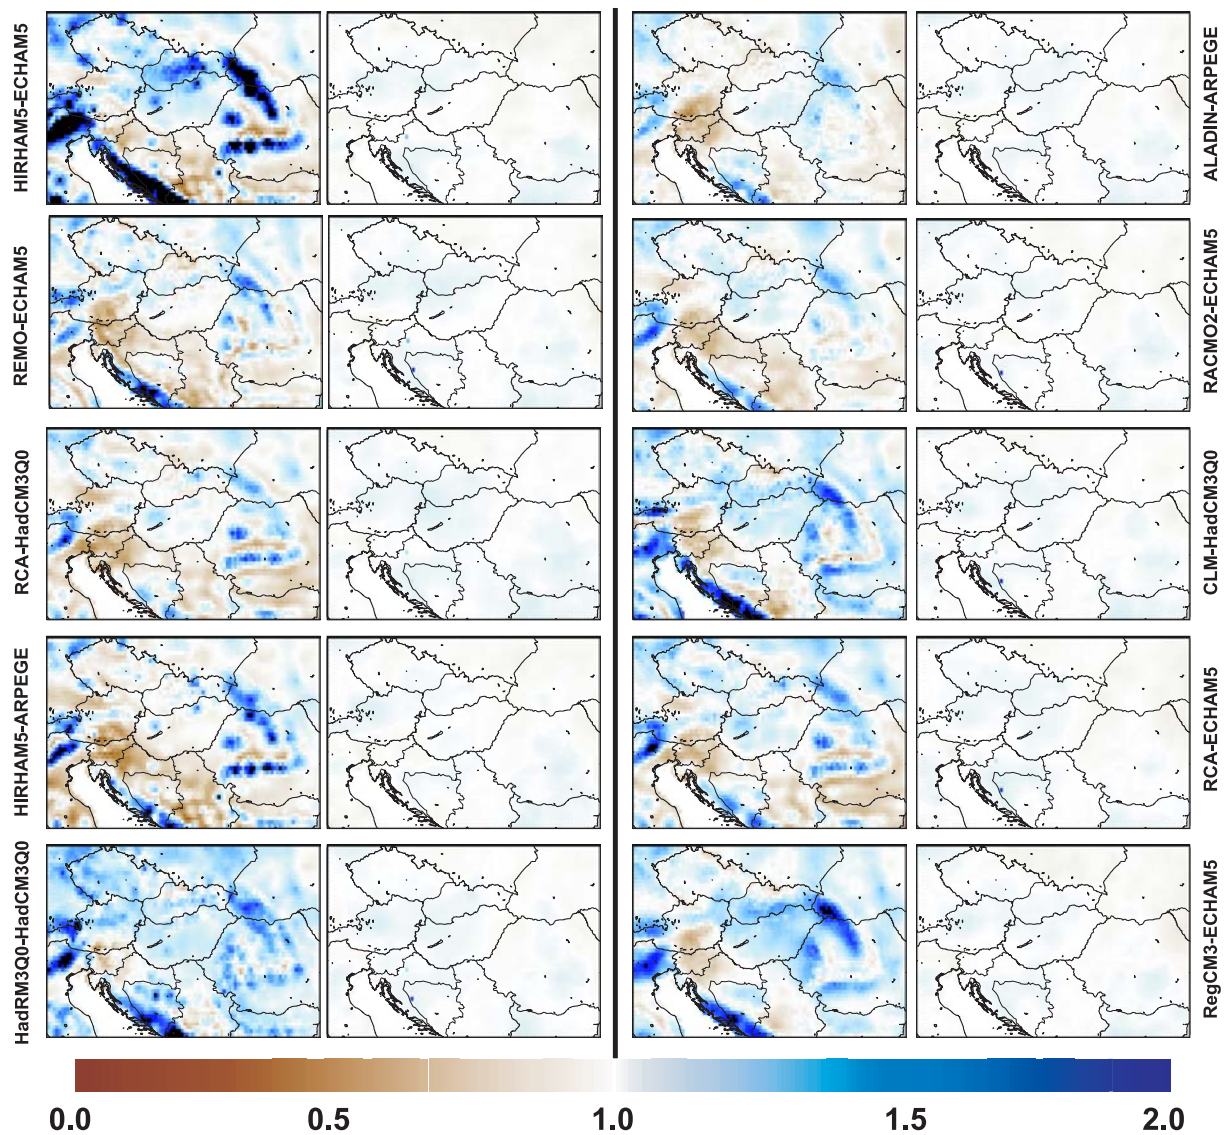 HIRHAM5-ECHAM5
ALADIN-ARPEGE
REMO-ECHAM5
RACMO2-ECHAM5
RCA-HadCM3Q0
CLM-HadCM3Q0
HIRHAM5-ARPEGE
RCA-ECHAM5
HadRM3Q0-HadCM3Q0
RegCM3-ECHAM5
0.0 0.5 1.0 1.5 2.0